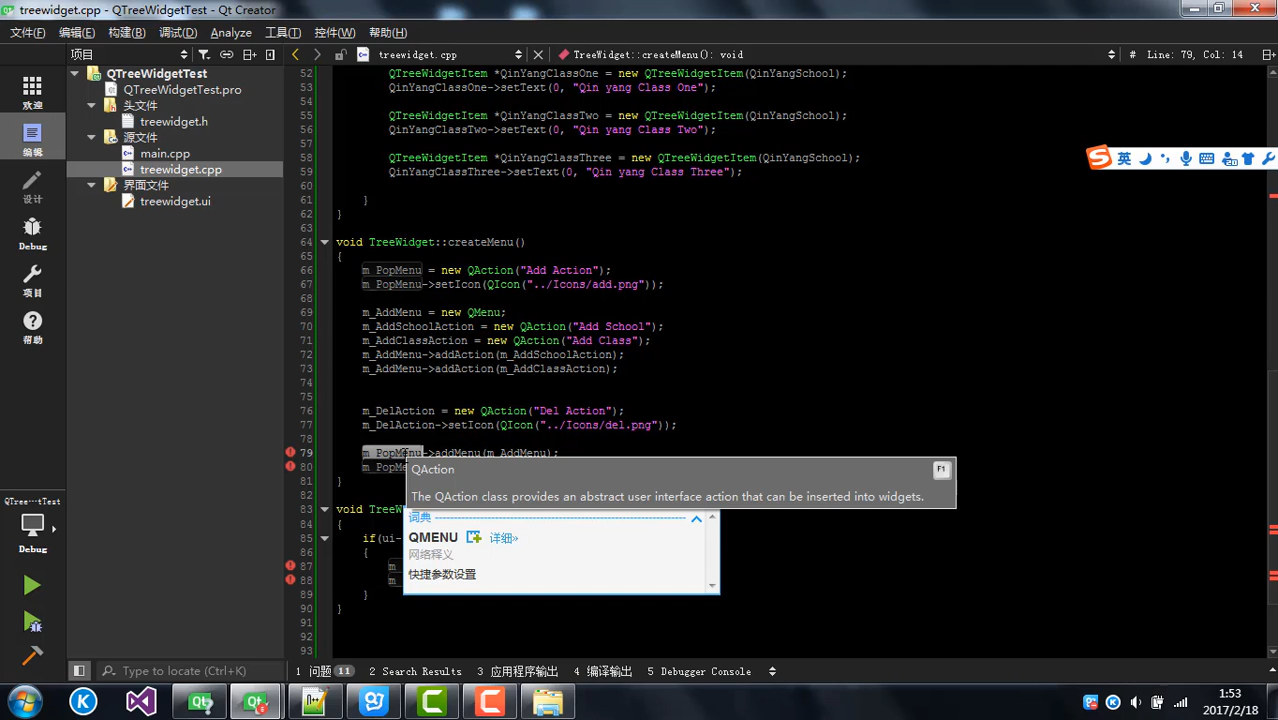 treewidget.cpp - QTreeWidgetTest - Qt Creator
文件(F) 编辑(E) 构建(B) 调试(D) Analyze 工具(T) 控件(W) 帮助(H)
项目
treewidget.cpp
TreeWidget::createMenu(): void
# Line: 79, Col: 14
欢迎
编辑
设计
Debug
项目
帮助
QTree⋯tTest
Debug
QTreeWidgetTest
QTreeWidgetTest.pro
头文件
treewidget.h
源文件
main.cpp
treewidget.cpp
界面文件
treewidget.ui
52 QTreeWidgetItem *QinYangClassOne = new QTreeWidgetItem(QinYangSchool);
53 QinYangClassOne->setText(0, "Qin yang Class One");
54
55 QTreeWidgetItem *QinYangClassTwo = new QTreeWidgetItem(QinYangSchool);
56 QinYangClassTwo->setText(0, "Qin yang Class Two");
57
58 QTreeWidgetItem *QinYangClassThree = new QTreeWidgetItem(QinYangSchool);
59 QinYangClassThree->setText(0, "Qin yang Class Three");
60
61 }
62 }
63
64 void TreeWidget::createMenu()
65 {
66 m_PopMenu = new QAction("Add Action");
67 m_PopMenu->setIcon(QIcon("../Icons/add.png"));
68
69 m_AddMenu = new QMenu;
70 m_AddSchoolAction = new QAction("Add School");
71 m_AddClassAction = new QAction("Add Class");
72 m_AddMenu->addAction(m_AddSchoolAction);
73 m_AddMenu->addAction(m_AddClassAction);
74
75
76 m_DelAction = new QAction("Del Action");
77 m_DelAction->setIcon(QIcon("../Icons/del.png"));
78
79 m_PopMenu->addMenu(m_AddMenu);
80 m_PopMe
81 }
82
83 void TreeW
84 {
85 if(ui-
86 {
87 m
88 m
89 }
90 }
91
92
93
QAction
F1
The QAction class provides an abstract user interface action that can be inserted into widgets.
词典
QMENU 详细»
网络释义
快捷参数设置
英
Type to locate (Ctrl+K)
1 问题 11 2 Search Results 3 应用程序输出 4 编译输出 5 Debugger Console
1:53
2017/2/18